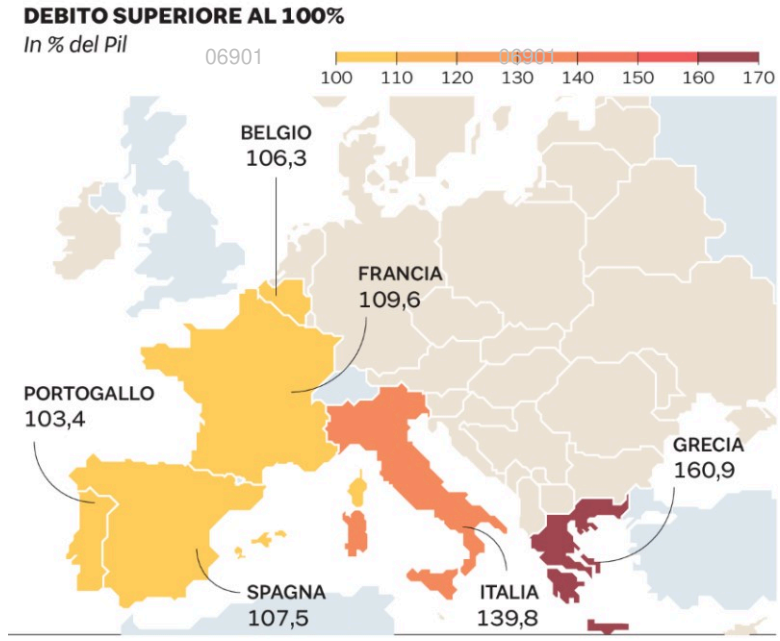 DEBITO SUPERIORE AL 100%
In % del Pil
06901
06901
100 110 120 130 140 150 160 170
BELGIO
106,3
FRANCIA
109,6
PORTOGALLO
103,4
GRECIA
160,9
SPAGNA
107,5
ITALIA
139,8